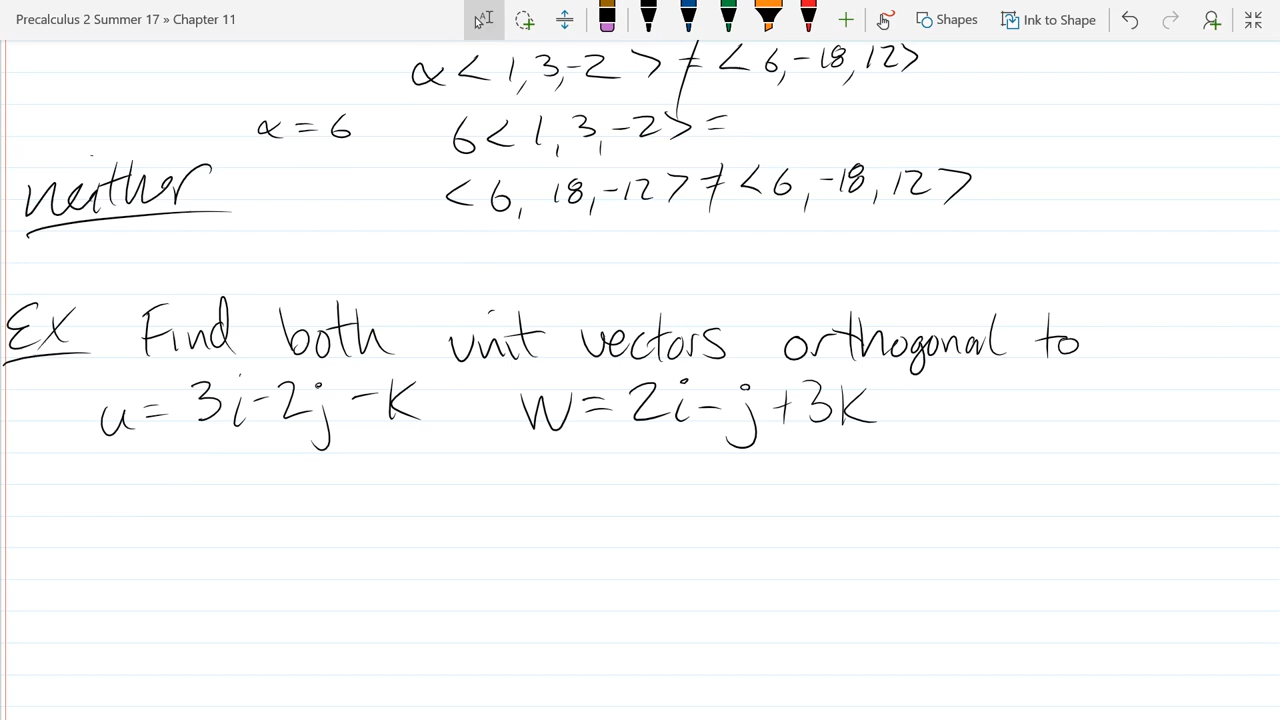 Precalculus 2 Summer 17 » Chapter 11
Shapes
Ink to Shape
α < 1, 3, -2 > ≠ < 6, -18, 12 >
α = 6 6 < 1, 3, -2 > =
neither < 6, 18, -12 > ≠ < 6, -18, 12 >
Ex Find both unit vectors orthogonal to
u = 3i - 2j - k w = 2i - j + 3k